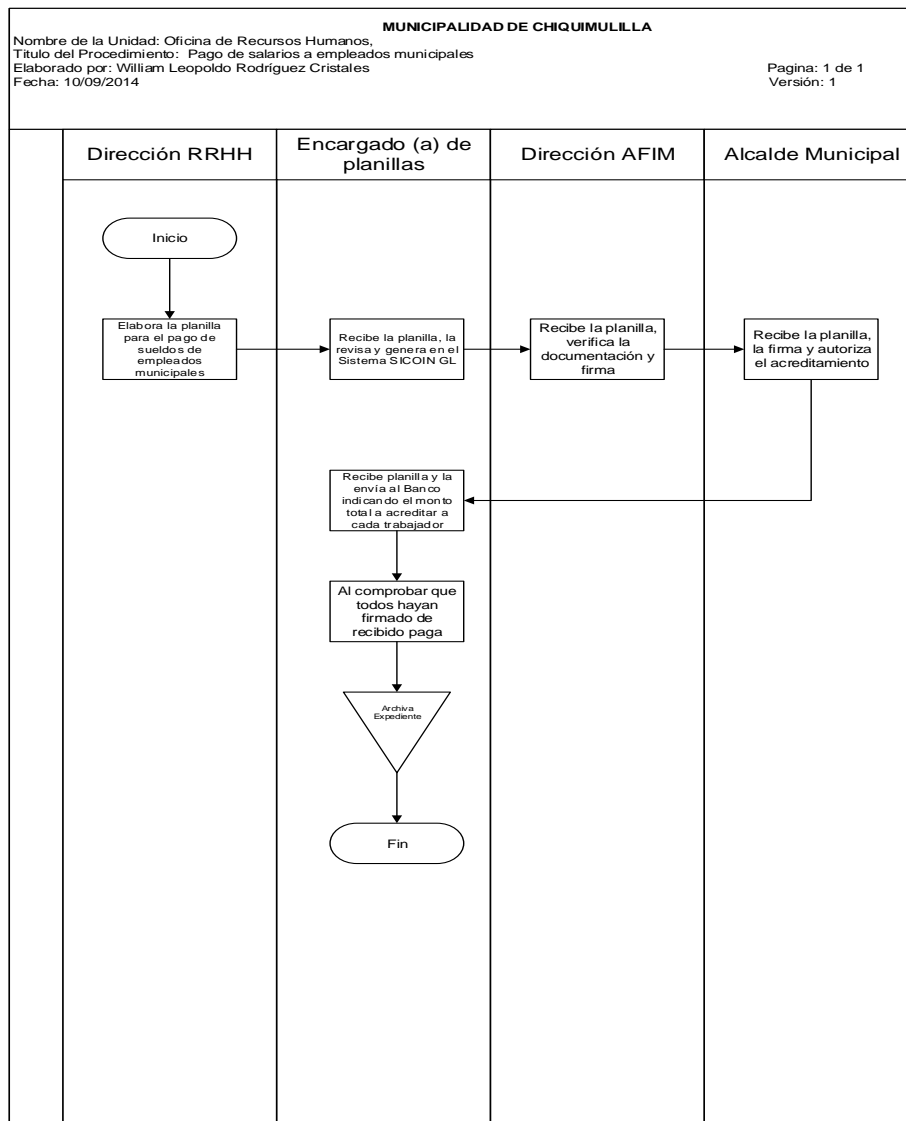 MUNICIPALIDAD DE CHIQUIMULILLA
Nombre de la Unidad: Oficina de Recursos Humanos,
Titulo del Procedimiento: Pago de salarios a empleados municipales
Elaborado por: William Leopoldo Rodríguez Cristales
Pagina: 1 de 1
Fecha: 10/09/2014
Versión: 1
Dirección RRHH
Encargado (a) de
planillas
Dirección AFIM
Alcalde Municipal
Inicio
Elabora la planilla
para el pago de
sueldos de
empleados
municipales
Recibe la planilla, la
revisa y genera en el
Sistema SICOIN GL
Recibe la planilla,
verifica la
documentación y
firma
Recibe la planilla,
la firma y autoriza
el acreditamiento
Recibe planilla y la
envía al Banco
indicando el monto
total a acreditar a
cada trabajador
Al comprobar que
todos hayan
firmado de
recibido paga
Archiva
Expediente
Fin